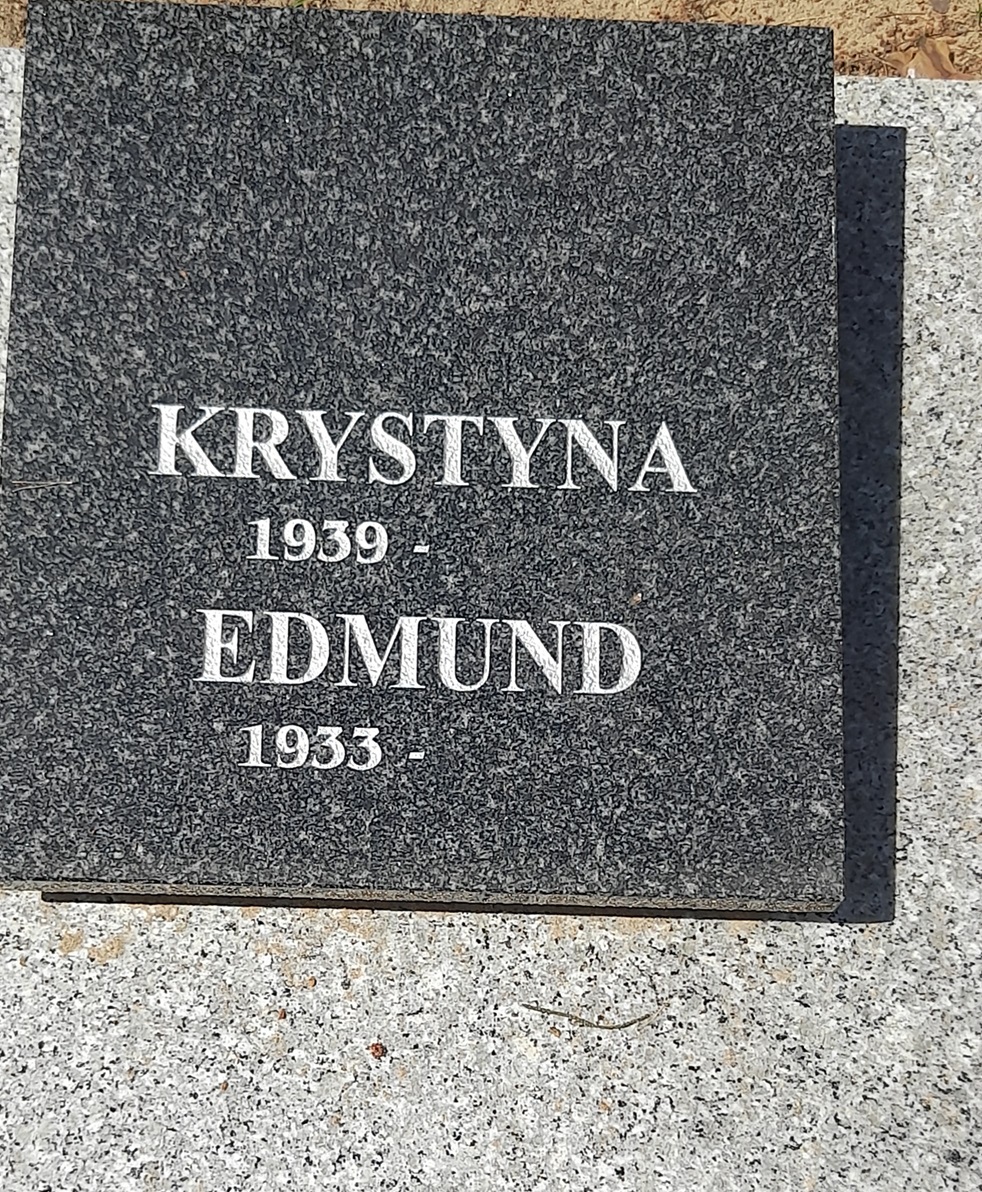 KRYSTYNA
1939 -
EDMUND
1933 -